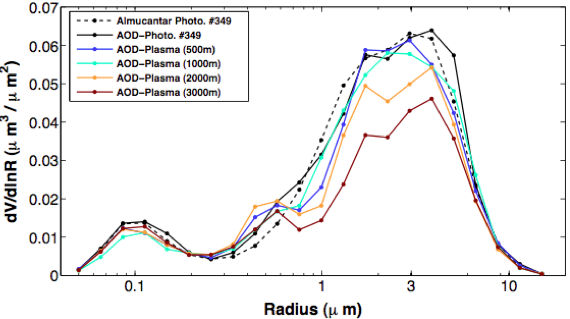 0.07
0.06
0.05
0.04
0.03
0.02
0.01
0
dV/dlnR (μ m³ / μ m²)
Almucantar Photo. #349
AOD−Photo. #349
AOD−Plasma (500m)
AOD−Plasma (1000m)
AOD−Plasma (2000m)
AOD−Plasma (3000m)
0.1
1
3
10
Radius (μ m)